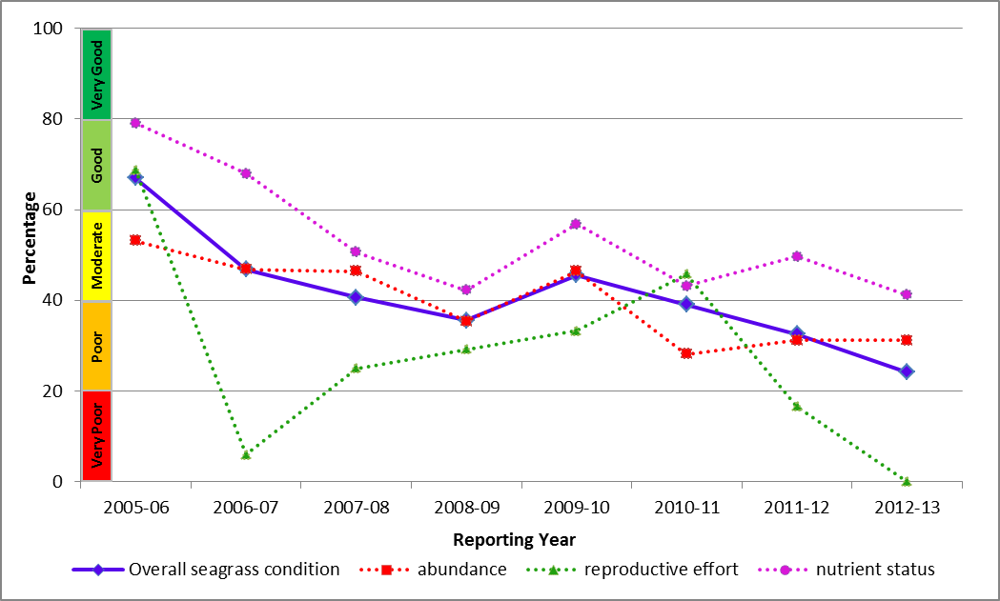 100
80
60
40
20
0
Percentage
Very Good
Good
Moderate
Poor
Very Poor
2005-06 2006-07 2007-08 2008-09 2009-10 2010-11 2011-12 2012-13
Reporting Year
Overall seagrass condition abundance reproductive effort nutrient status